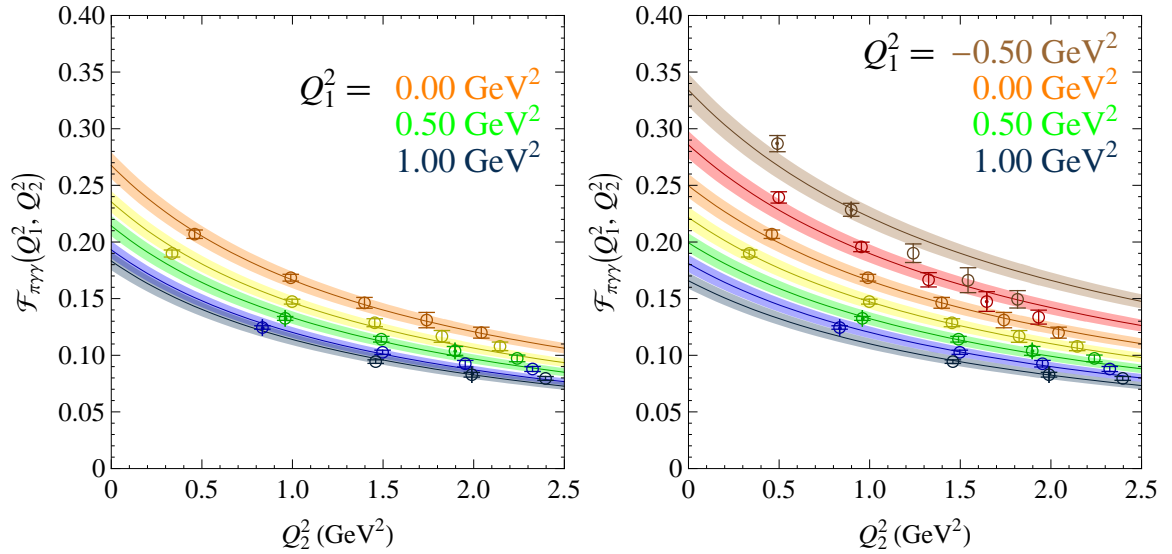 0.40
0.35
0.30
0.25
0.20
0.15
0.10
0.05
0
0
0.5
1.0
1.5
2.0
2.5
Q₂² (GeV²)
ℱπγγ(Q₁², Q₂²)
Q₁² = 0.00 GeV²
0.50 GeV²
1.00 GeV²
0.40
0.35
0.30
0.25
0.20
0.15
0.10
0.05
0
0
0.5
1.0
1.5
2.0
2.5
Q₂² (GeV²)
ℱπγγ(Q₁², Q₂²)
Q₁² = −0.50 GeV²
0.00 GeV²
0.50 GeV²
1.00 GeV²